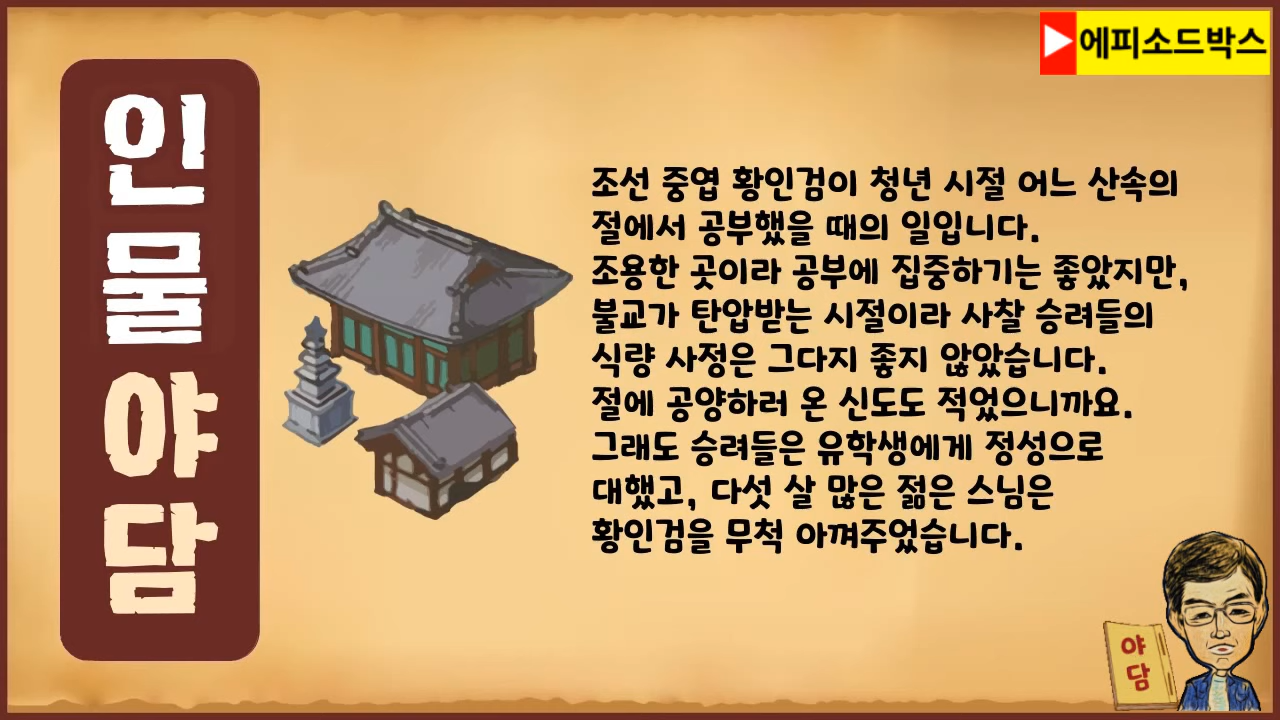 에피소드박스
인물야담
조선 중엽 황인검이 청년 시절 어느 산속의
절에서 공부했을 때의 일입니다.
조용한 곳이라 공부에 집중하기는 좋았지만,
불교가 탄압받는 시절이라 사찰 승려들의
식량 사정은 그다지 좋지 않았습니다.
절에 공양하러 온 신도도 적었으니까요.
그래도 승려들은 유학생에게 정성으로
대했고, 다섯 살 많은 젊은 스님은
황인검을 무척 아껴주었습니다.
야담